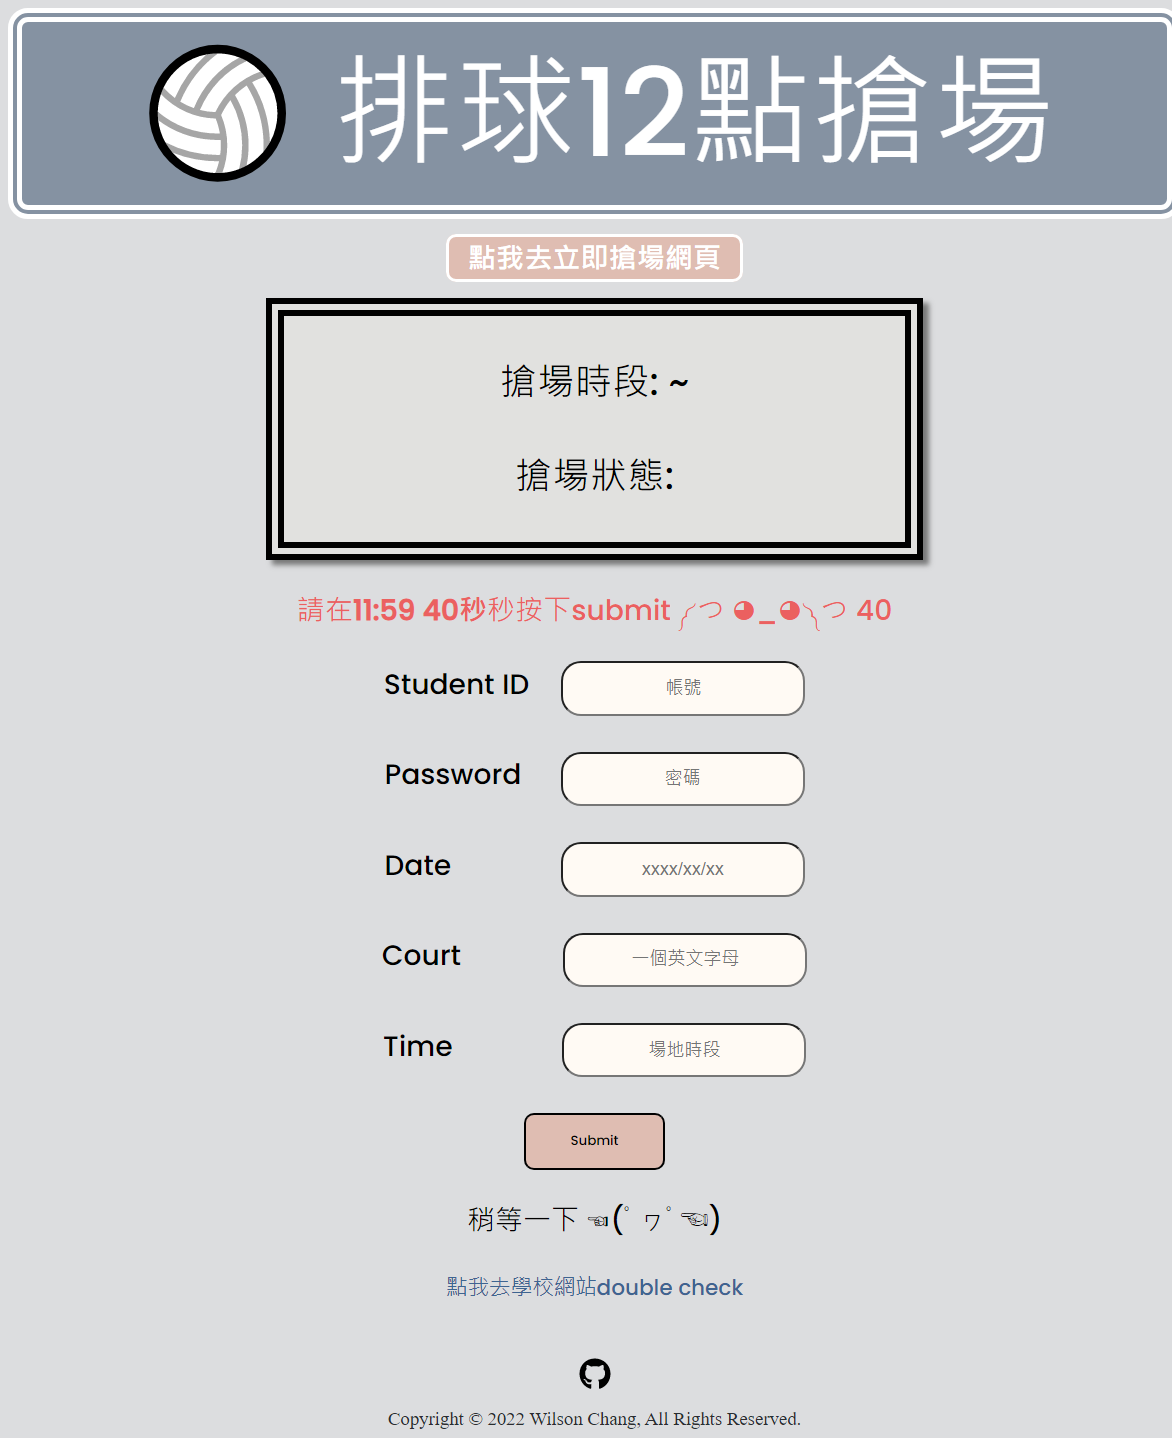 排球12點搶場
點我去立即搶場網頁
搶場時段: ~
搶場狀態:
請在11:59 40秒秒按下submit ༼つ ◕_◕༽つ 40
Student ID 帳號
Password 密碼
Date xxxx/xx/xx
Court 一個英文字母
Time 場地時段
Submit
稍等一下 ☜(ﾟヮﾟ☜)
點我去學校網站double check
Copyright © 2022 Wilson Chang, All Rights Reserved.